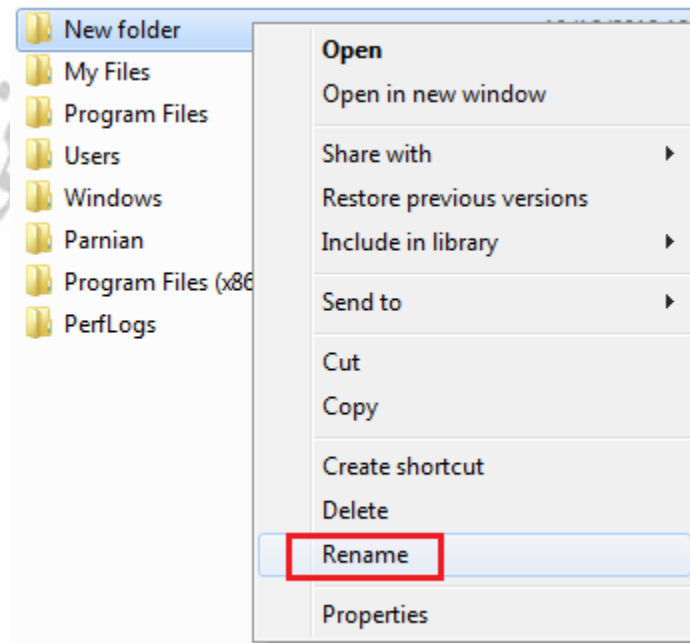 New folder
My Files
Program Files
Users
Windows
Parnian
Program Files (x86
PerfLogs
Open
Open in new window
Share with
Restore previous versions
Include in library
Send to
Cut
Copy
Create shortcut
Delete
Rename
Properties